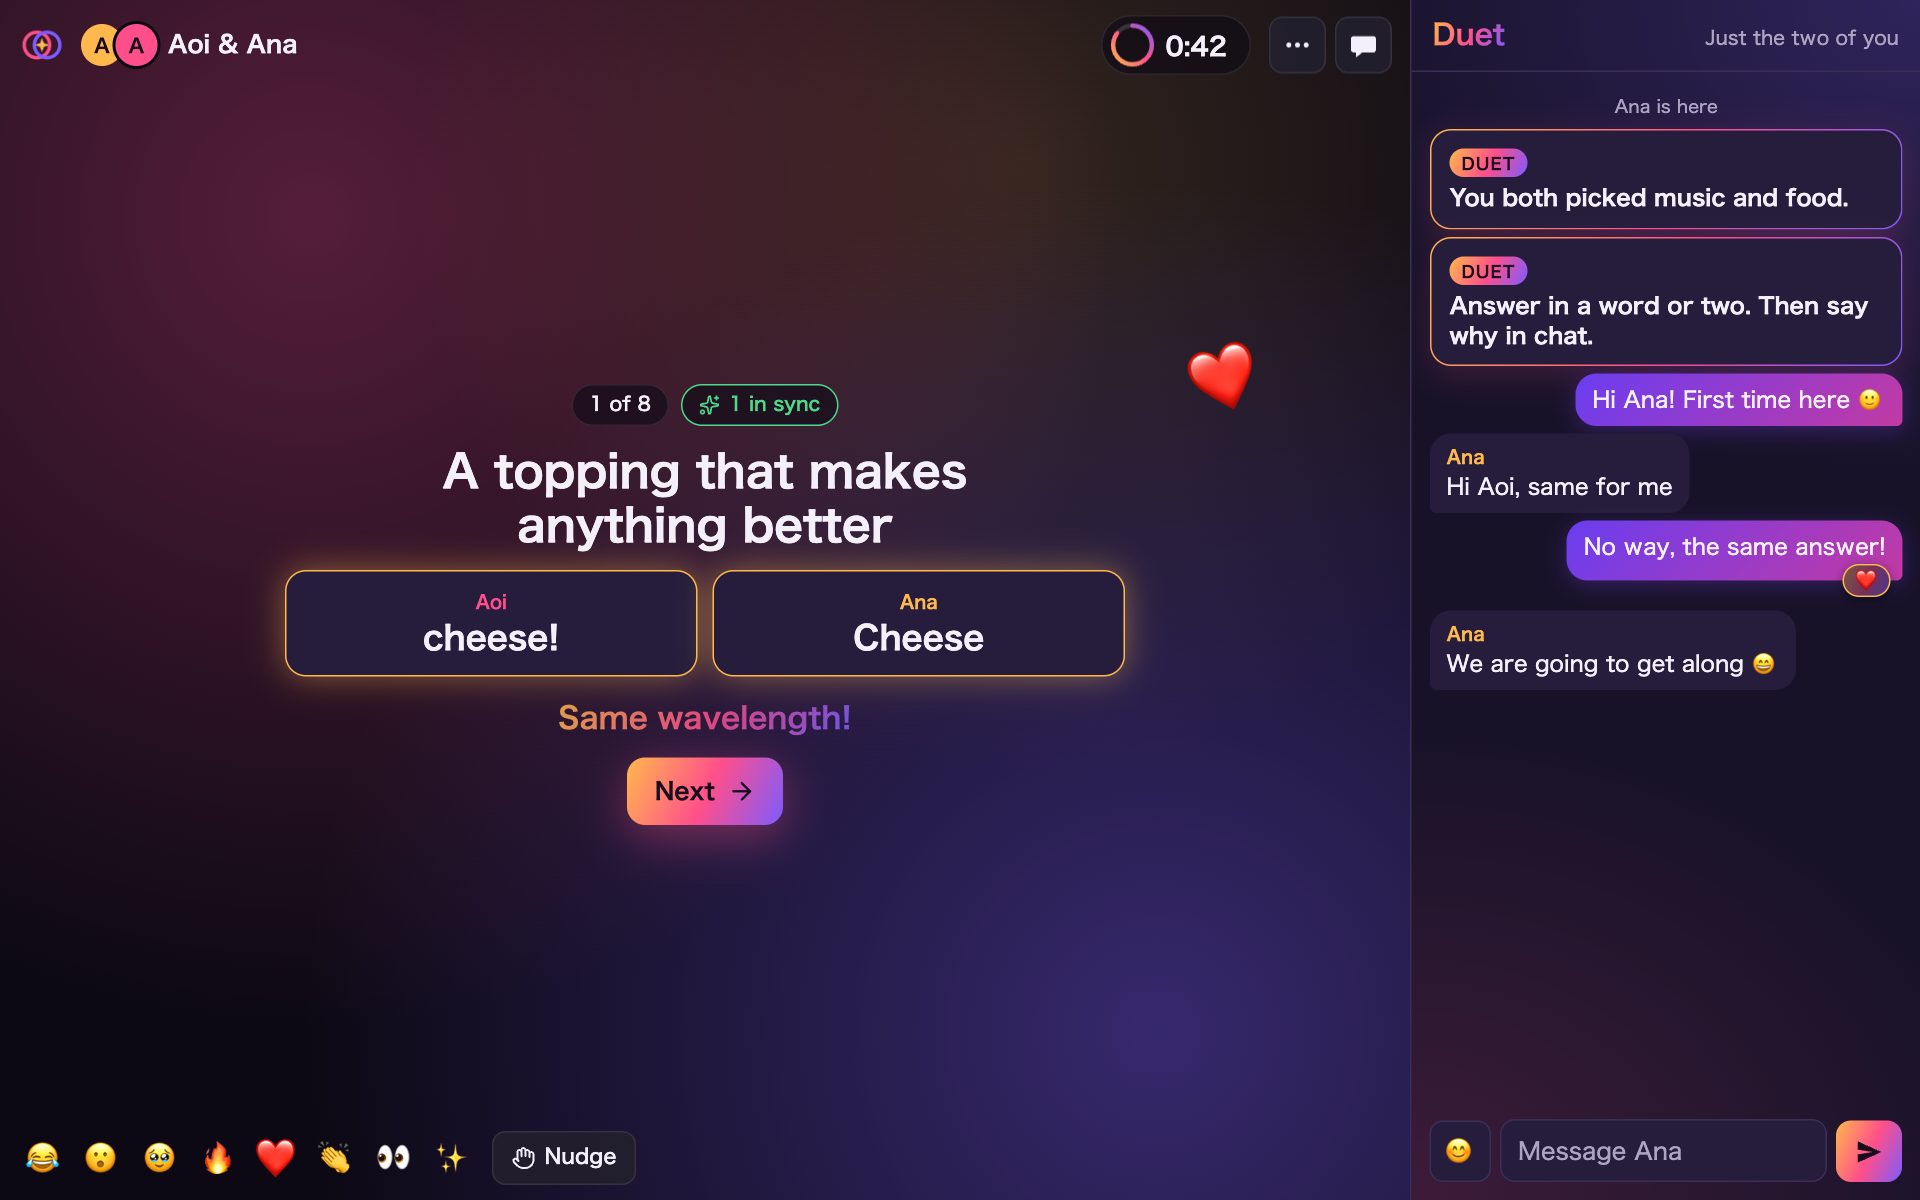 A A Aoi & Ana
0:42
1 of 8
1 in sync
A topping that makes
anything better
Aoi
cheese!
Ana
Cheese
Same wavelength!
Next
Nudge
Duet
Just the two of you
Ana is here
DUET
You both picked music and food.
DUET
Answer in a word or two. Then say
why in chat.
Hi Ana! First time here 🙂
Ana
Hi Aoi, same for me
No way, the same answer!
Ana
We are going to get along 😄
Message Ana